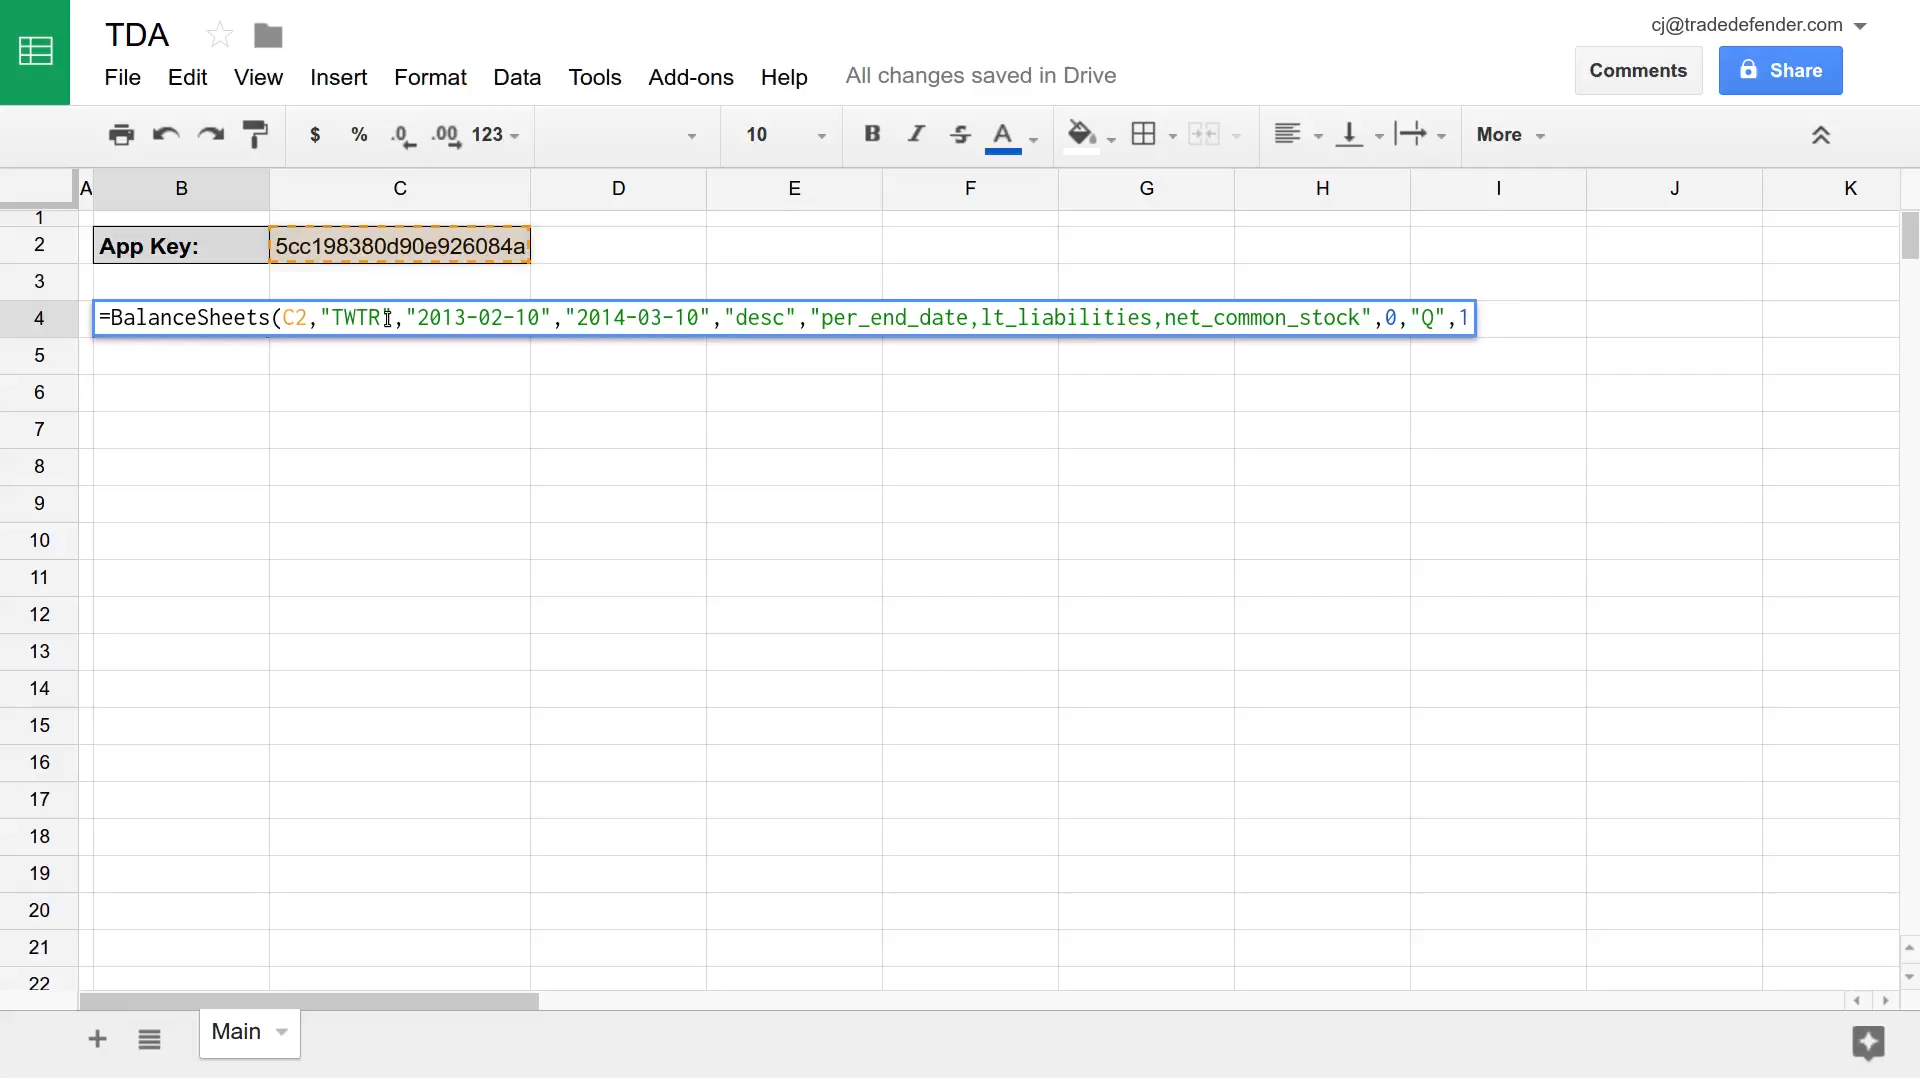 TDA
cj@tradedefender.com
File Edit View Insert Format Data Tools Add-ons Help All changes saved in Drive
Comments Share
$ % .0 .00 123 10 B I S A More
A B C D E F G H I J K
1
2 App Key: 5cc198380d90e926084a
3
4 =BalanceSheets(C2,"TWTR","2013-02-10","2014-03-10","desc","per_end_date,lt_liabilities,net_common_stock",0,"Q",1
5
6
7
8
9
10
11
12
13
14
15
16
17
18
19
20
21
22
Main